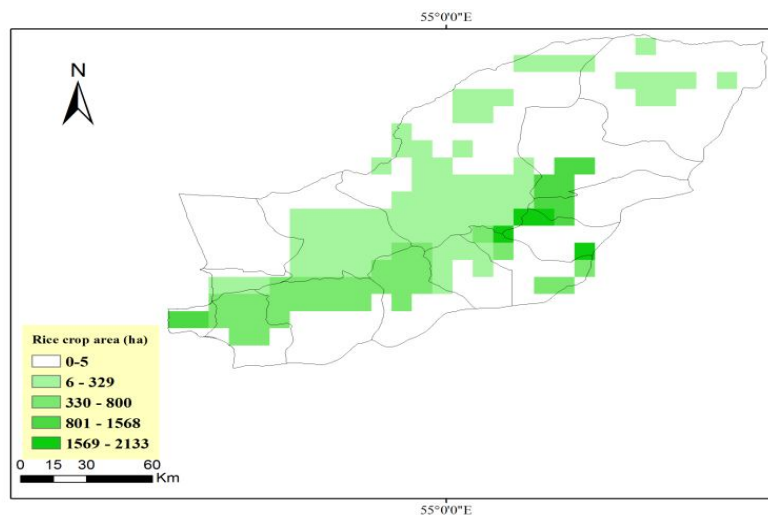 55°0'0"E
N
Rice crop area (ha)
0-5
6 - 329
330 - 800
801 - 1568
1569 - 2133
0 15 30 60
Km
55°0'0"E